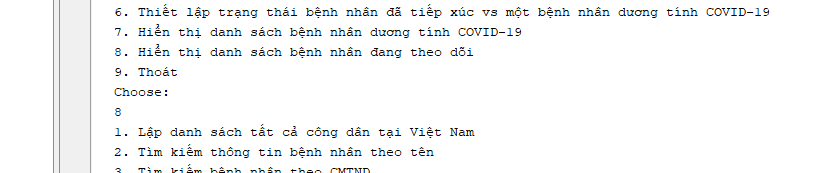 6. Thiết lập trạng thái bệnh nhân đã tiếp xúc vs một bệnh nhân dương tính COVID-19
7. Hiển thị danh sách bệnh nhân dương tính COVID-19
8. Hiển thị danh sách bệnh nhân đang theo dõi
9. Thoát
Choose:
8
1. Lập danh sách tất cả công dân tại Việt Nam
2. Tìm kiếm thông tin bệnh nhân theo tên
3. Tìm kiếm bệnh nhân theo CMTND